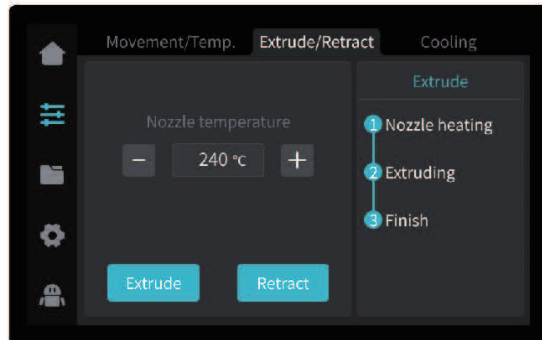 Movement/Temp. Extrude/Retract Cooling
Extrude
Nozzle temperature
− 240 °C +
1 Nozzle heating
2 Extruding
3 Finish
Extrude Retract